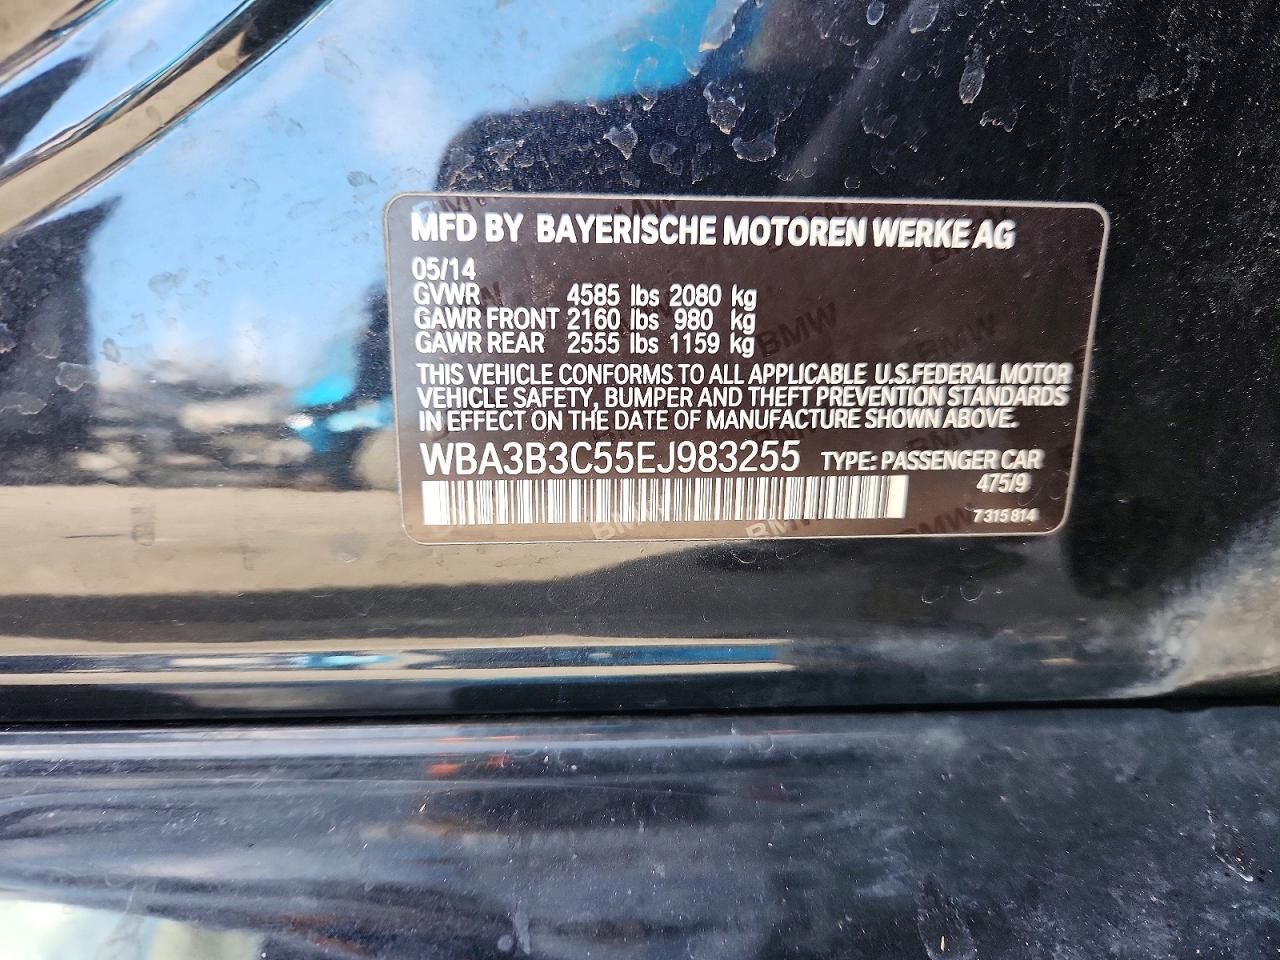 MFD BY BAYERISCHE MOTOREN WERKE AG
05/14
GVWR 4585 lbs 2080 kg
GAWR FRONT 2160 lbs 980 kg
GAWR REAR 2555 lbs 1159 kg
THIS VEHICLE CONFORMS TO ALL APPLICABLE U.S.FEDERAL MOTOR
VEHICLE SAFETY, BUMPER AND THEFT PREVENTION STANDARDS
IN EFFECT ON THE DATE OF MANUFACTURE SHOWN ABOVE.
WBA3B3C55EJ983255 TYPE: PASSENGER CAR
475/9
7 315 814